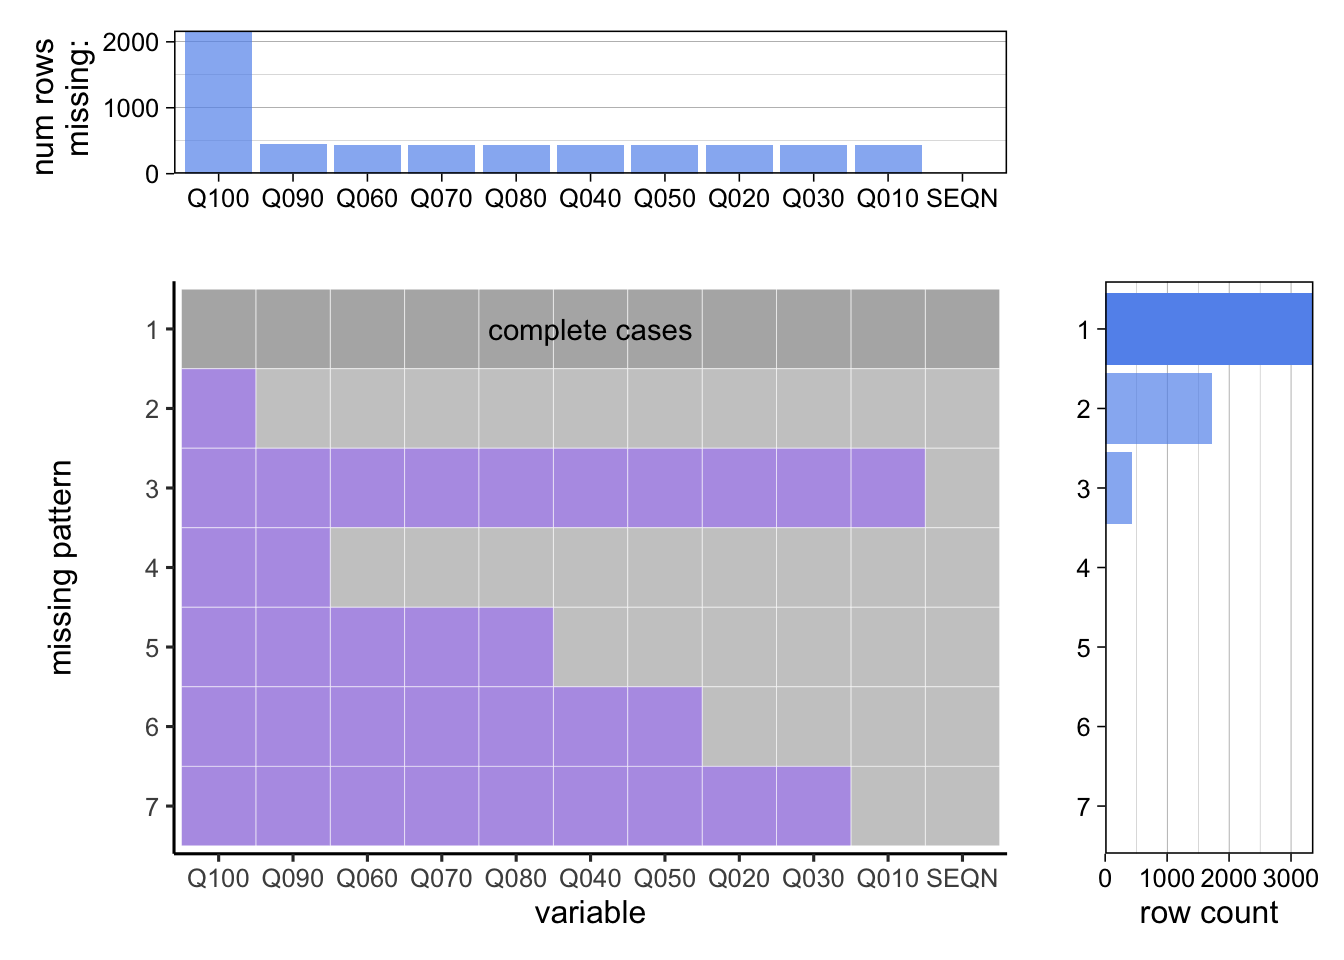 num rows
missing:
2000
1000
0
Q100 Q090 Q060 Q070 Q080 Q040 Q050 Q020 Q030 Q010 SEQN
missing pattern
1
2
3
4
5
6
7
complete cases
Q100 Q090 Q060 Q070 Q080 Q040 Q050 Q020 Q030 Q010 SEQN
variable
1
2
3
4
5
6
7
0 1000 2000 3000
row count